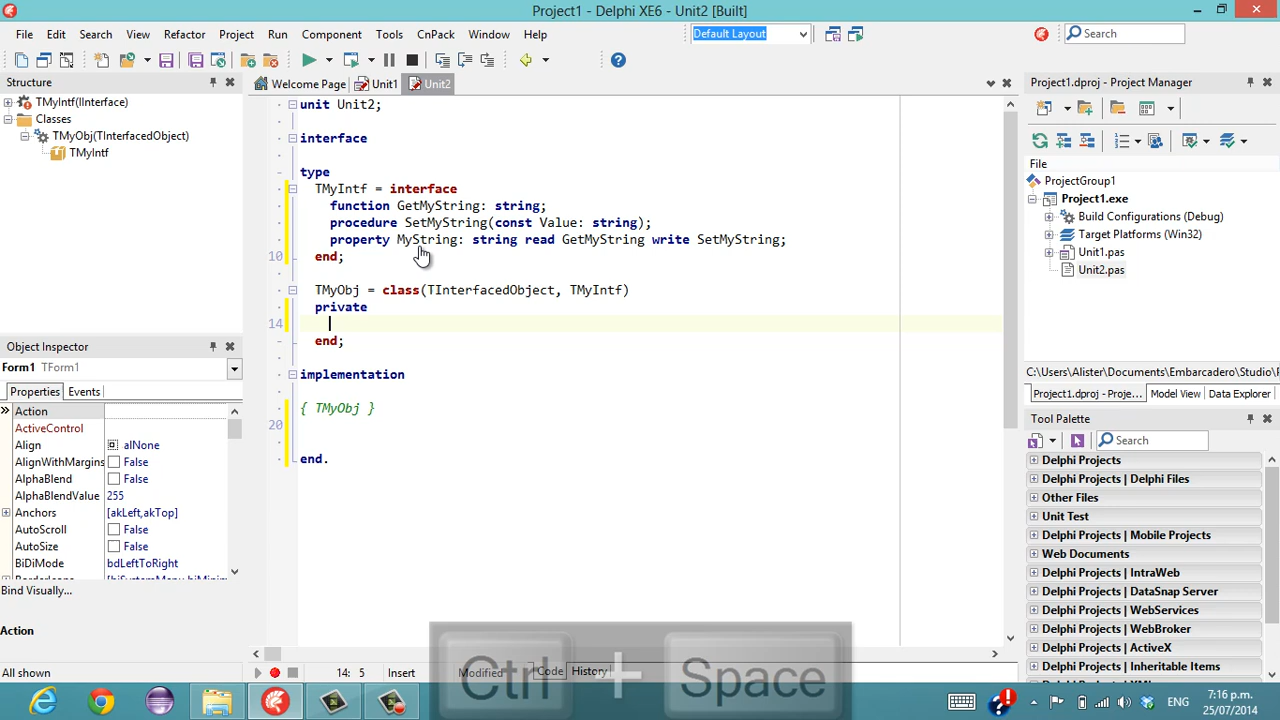 Project1 - Delphi XE6 - Unit2 [Built]
File Edit Search View Refactor Project Run Component Tools CnPack Window Help
Default Layout
Search
Structure
TMyIntf(IInterface)
Classes
TMyObj(TInterfacedObject)
TMyIntf
Object Inspector
Form1 TForm1
Properties Events
Action
ActiveControl
Align alNone
AlignWithMargins False
AlphaBlend False
AlphaBlendValue 255
Anchors [akLeft,akTop]
AutoScroll False
AutoSize False
BiDiMode bdLeftToRight
Bind Visually...
Action
All shown
Welcome Page Unit1 Unit2
unit Unit2;
interface
type
TMyIntf = interface
function GetMyString: string;
procedure SetMyString(const Value: string);
property MyString: string read GetMyString write SetMyString;
10 end;
TMyObj = class(TInterfacedObject, TMyIntf)
private
14
end;
implementation
{ TMyObj }
20
end.
14: 5 Insert Modified Code History
Ctrl + Space
Project1.dproj - Project Manager
File
ProjectGroup1
Project1.exe
Build Configurations (Debug)
Target Platforms (Win32)
Unit1.pas
Unit2.pas
C:\Users\Alister\Documents\Embarcadero\Studio\P
Project1.dproj - Proje... Model View Data Explorer
Tool Palette
Search
Delphi Projects
Delphi Projects | Delphi Files
Other Files
Unit Test
Delphi Projects | Mobile Projects
Web Documents
Delphi Projects | IntraWeb
Delphi Projects | DataSnap Server
Delphi Projects | WebServices
Delphi Projects | WebBroker
Delphi Projects | ActiveX
Delphi Projects | Inheritable Items
ENG
7:16 p.m.
25/07/2014